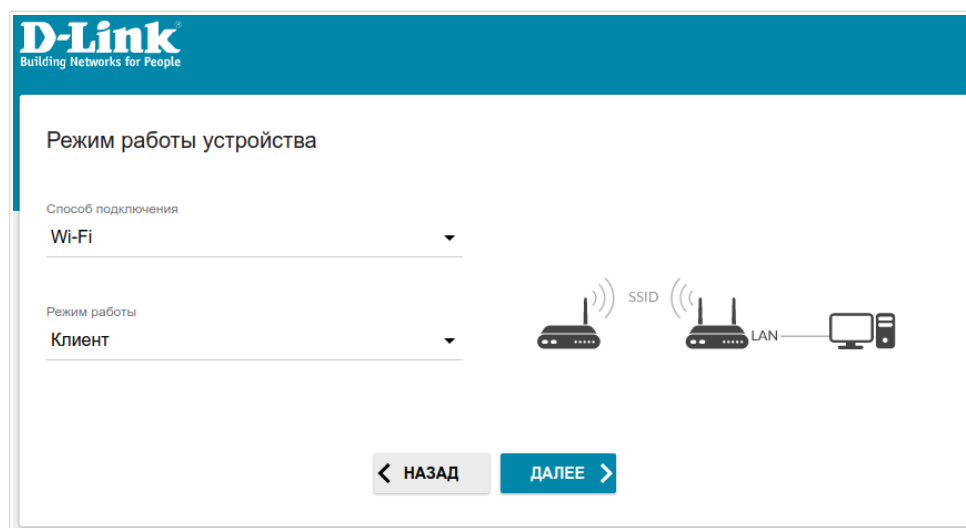 D-Link
Building Networks for People
Режим работы устройства
Способ подключения
Wi-Fi
Режим работы
Клиент
SSID
LAN
НАЗАД
ДАЛЕЕ